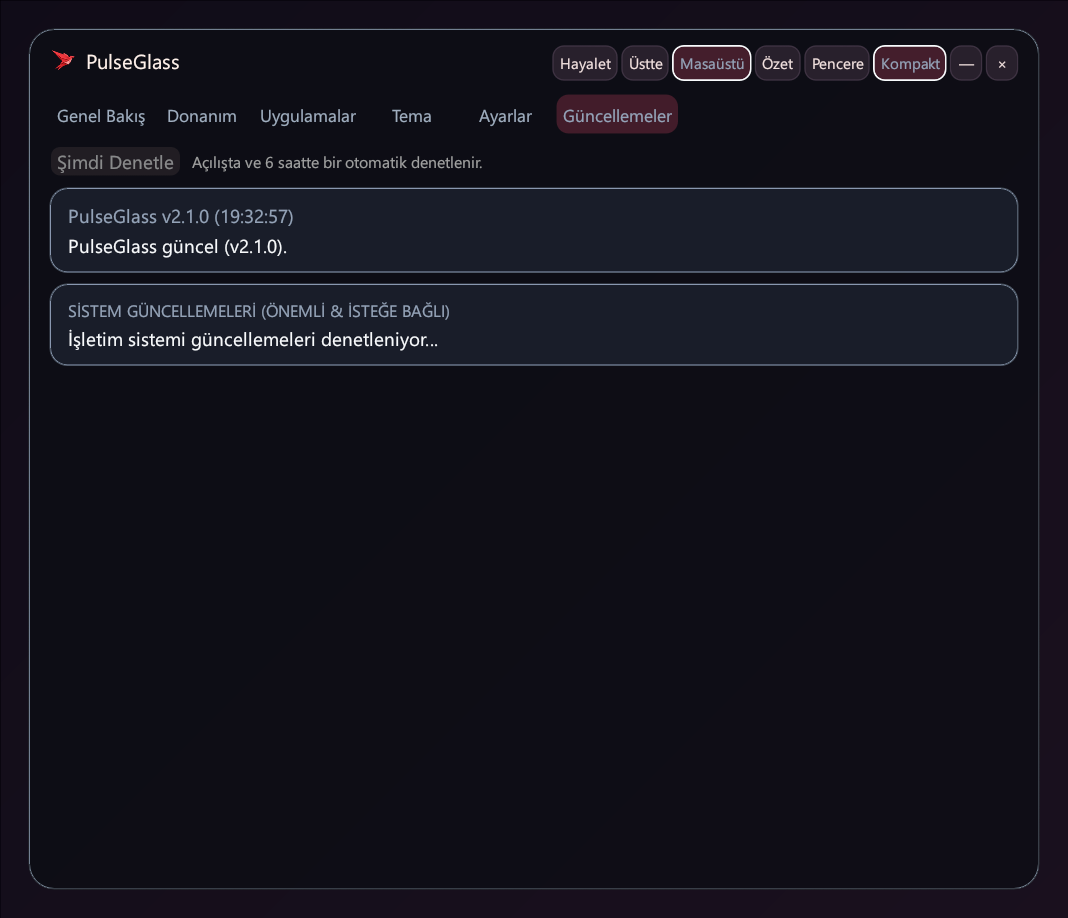 PulseGlass
Hayalet Üstte Masaüstü Özet Pencere Kompakt — ×
Genel Bakış Donanım Uygulamalar Tema Ayarlar Güncellemeler
Şimdi Denetle Açılışta ve 6 saatte bir otomatik denetlenir.
PulseGlass v2.1.0 (19:32:57)
PulseGlass güncel (v2.1.0).
SİSTEM GÜNCELLEMELERİ (ÖNEMLİ & İSTEĞE BAĞLI)
İşletim sistemi güncellemeleri denetleniyor...